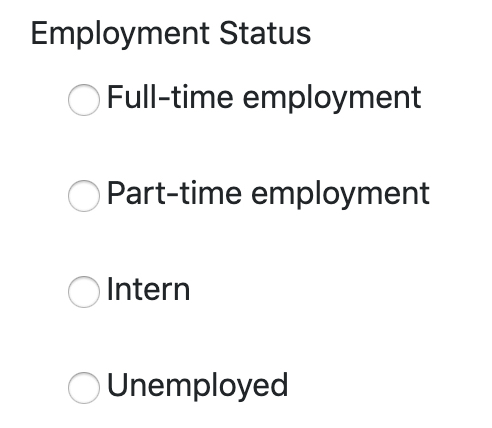 Employment Status
Full-time employment
Part-time employment
Intern
Unemployed